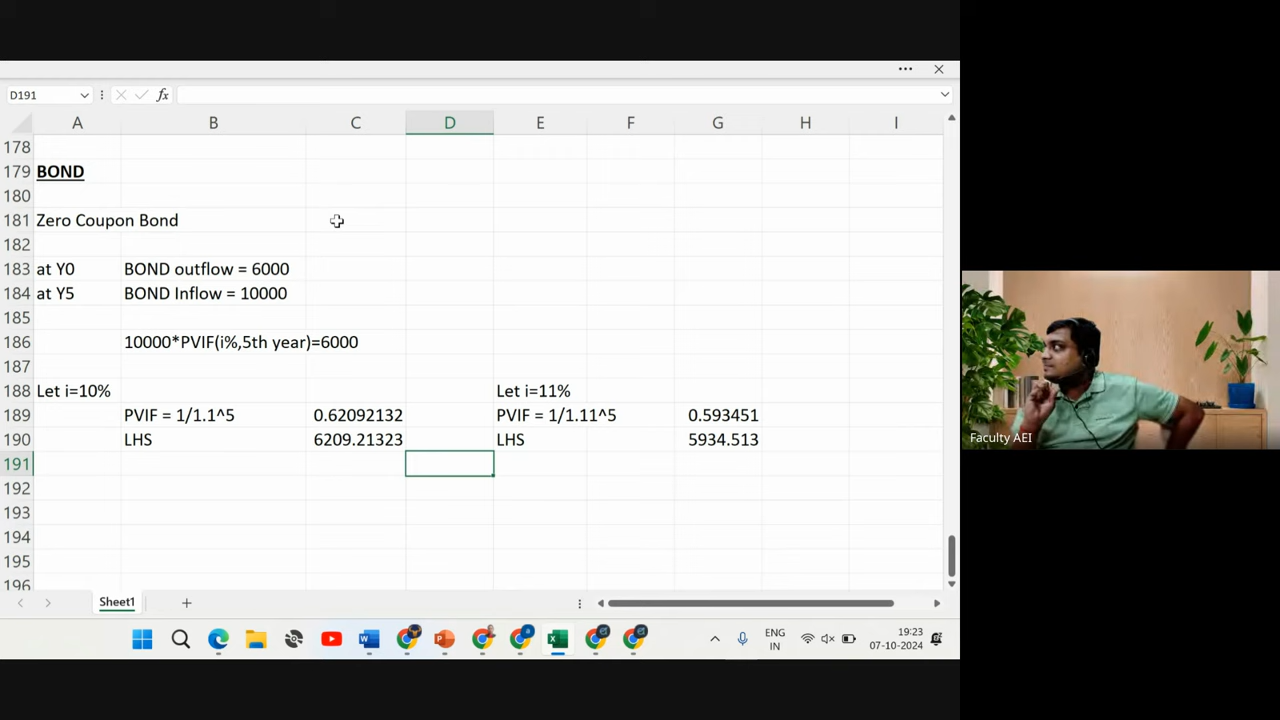 D191
fx
A B C D E F G H I
178
179 BOND
180
181 Zero Coupon Bond
182
183 at Y0 BOND outflow = 6000
184 at Y5 BOND Inflow = 10000
185
186 10000*PVIF(i%,5th year)=6000
187
188 Let i=10% Let i=11%
189 PVIF = 1/1.1^5 0.62092132 PVIF = 1/1.11^5 0.593451
190 LHS 6209.21323 LHS 5934.513
191
192
193
194
195
196
Faculty AEI
Sheet1
ENG 19:23
IN 07-10-2024